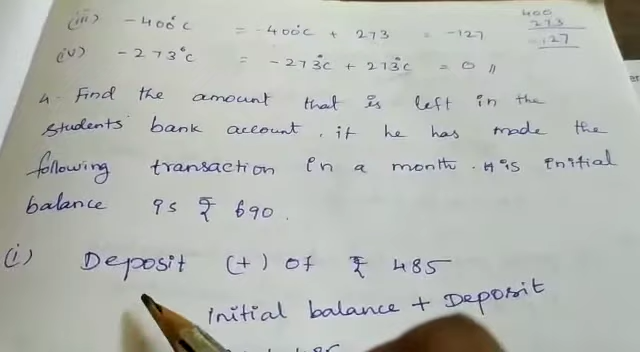 (iii) -400°C = -400°C + 273 = -127
400
273
-127
(iv) -273°C = -273°C + 273°C = 0 //
4. Find the amount that is left in the
students' bank account, if he has made the
following transaction in a month. His initial
balance is ₹ 690.
(i) Deposit (+) of ₹ 485
initial balance + Deposit